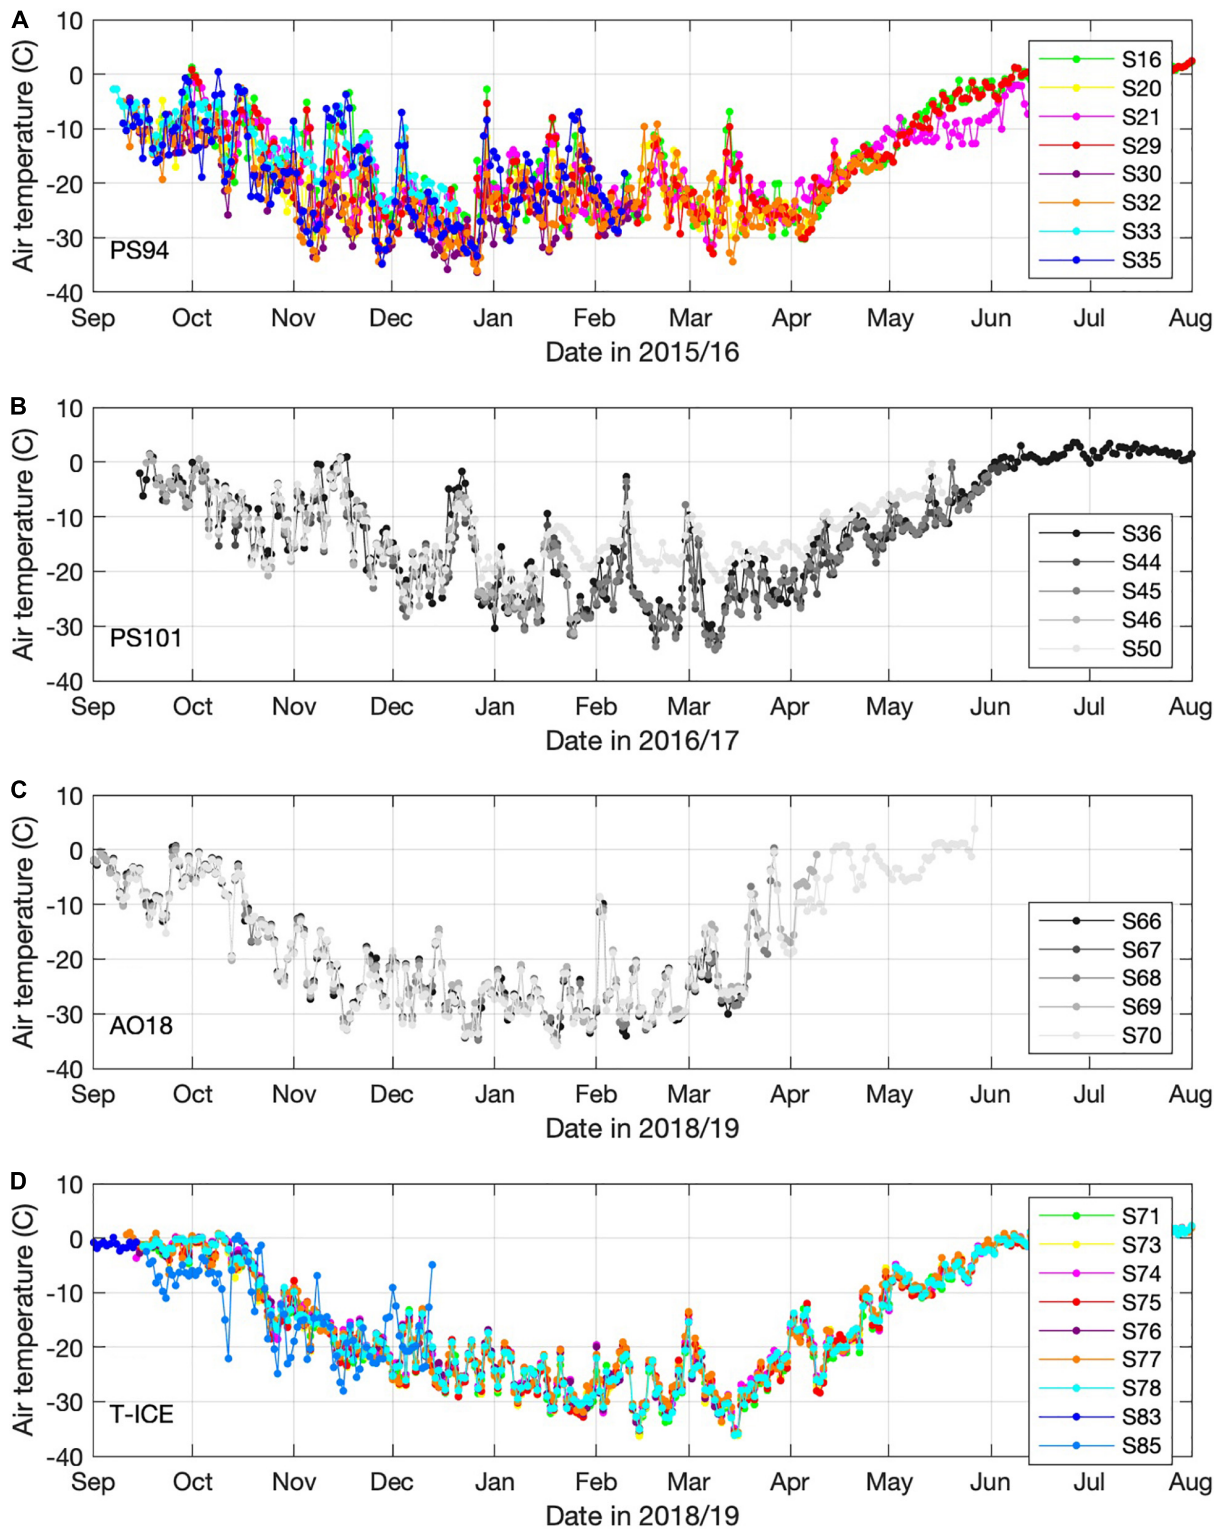 A
Air temperature (C)
10
0
-10
-20
-30
-40
PS94
S16
S20
S21
S29
S30
S32
S33
S35
Sep Oct Nov Dec Jan Feb Mar Apr May Jun Jul Aug
Date in 2015/16
B
Air temperature (C)
10
0
-10
-20
-30
-40
PS101
S36
S44
S45
S46
S50
Sep Oct Nov Dec Jan Feb Mar Apr May Jun Jul Aug
Date in 2016/17
C
Air temperature (C)
10
0
-10
-20
-30
-40
AO18
S66
S67
S68
S69
S70
Sep Oct Nov Dec Jan Feb Mar Apr May Jun Jul Aug
Date in 2018/19
D
Air temperature (C)
10
0
-10
-20
-30
-40
T-ICE
S71
S73
S74
S75
S76
S77
S78
S83
S85
Sep Oct Nov Dec Jan Feb Mar Apr May Jun Jul Aug
Date in 2018/19